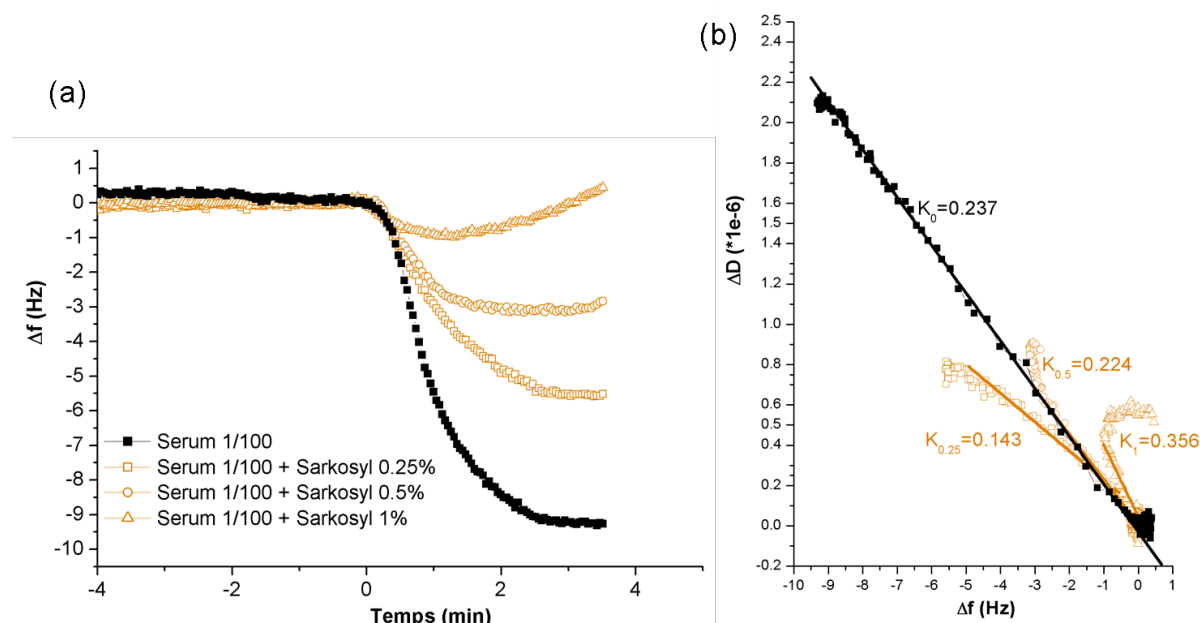 (a)
1
0
-1
-2
-3
-4
-5
-6
-7
-8
-9
-10
Δf (Hz)
Serum 1/100
Serum 1/100 + Sarkosyl 0.25%
Serum 1/100 + Sarkosyl 0.5%
Serum 1/100 + Sarkosyl 1%
-4 -2 0 2 4
Temps (min)
(b)
2.5
2.4
2.2
2.0
1.8
1.6
1.4
1.2
1.0
0.8
0.6
0.4
0.2
0.0
-0.2
ΔD (*1e-6)
K0=0.237
K0.5=0.224
K0.25=0.143
K1=0.356
-10 -9 -8 -7 -6 -5 -4 -3 -2 -1 0 1
Δf (Hz)